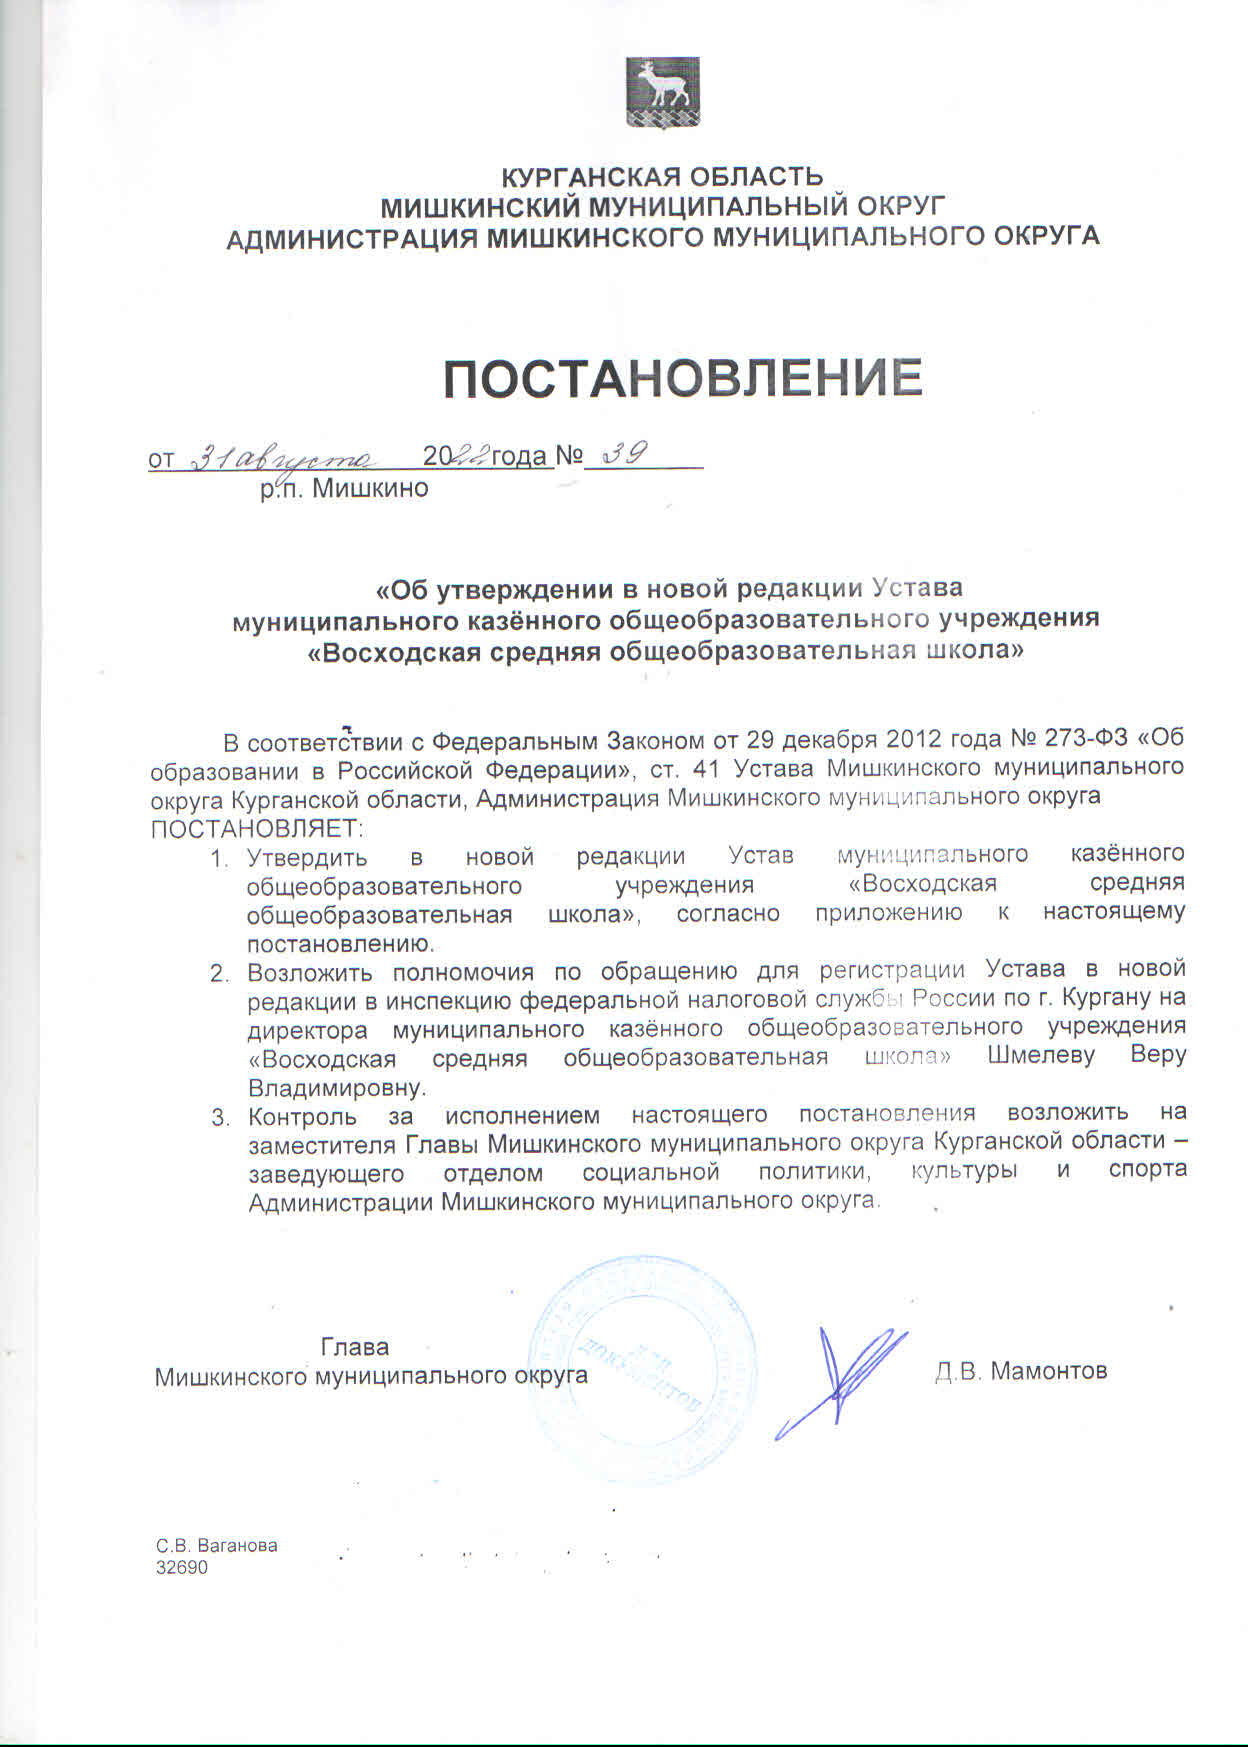 КУРГАНСКАЯ ОБЛАСТЬ
МИШКИНСКИЙ МУНИЦИПАЛЬНЫЙ ОКРУГ
АДМИНИСТРАЦИЯ МИШКИНСКОГО МУНИЦИПАЛЬНОГО ОКРУГА
ПОСТАНОВЛЕНИЕ
от 31 августа 2022 года № 39
р.п. Мишкино
«Об утверждении в новой редакции Устава
муниципального казённого общеобразовательного учреждения
«Восходская средняя общеобразовательная школа»
В соответствии с Федеральным Законом от 29 декабря 2012 года № 273-ФЗ «Об
образовании в Российской Федерации», ст. 41 Устава Мишкинского муниципального
округа Курганской области, Администрация Мишкинского муниципального округа
ПОСТАНОВЛЯЕТ:
1. Утвердить в новой редакции Устав муниципального казённого
общеобразовательного учреждения «Восходская средняя
общеобразовательная школа», согласно приложению к настоящему
постановлению.
2. Возложить полномочия по обращению для регистрации Устава в новой
редакции в инспекцию федеральной налоговой службы России по г. Кургану на
директора муниципального казённого общеобразовательного учреждения
«Восходская средняя общеобразовательная школа» Шмелеву Веру
Владимировну.
3. Контроль за исполнением настоящего постановления возложить на
заместителя Главы Мишкинского муниципального округа Курганской области –
заведующего отделом социальной политики, культуры и спорта
Администрации Мишкинского муниципального округа.
Глава
Мишкинского муниципального округа
ДЛЯ
ДОКУМЕНТОВ
Д.В. Мамонтов
С.В. Ваганова
32690